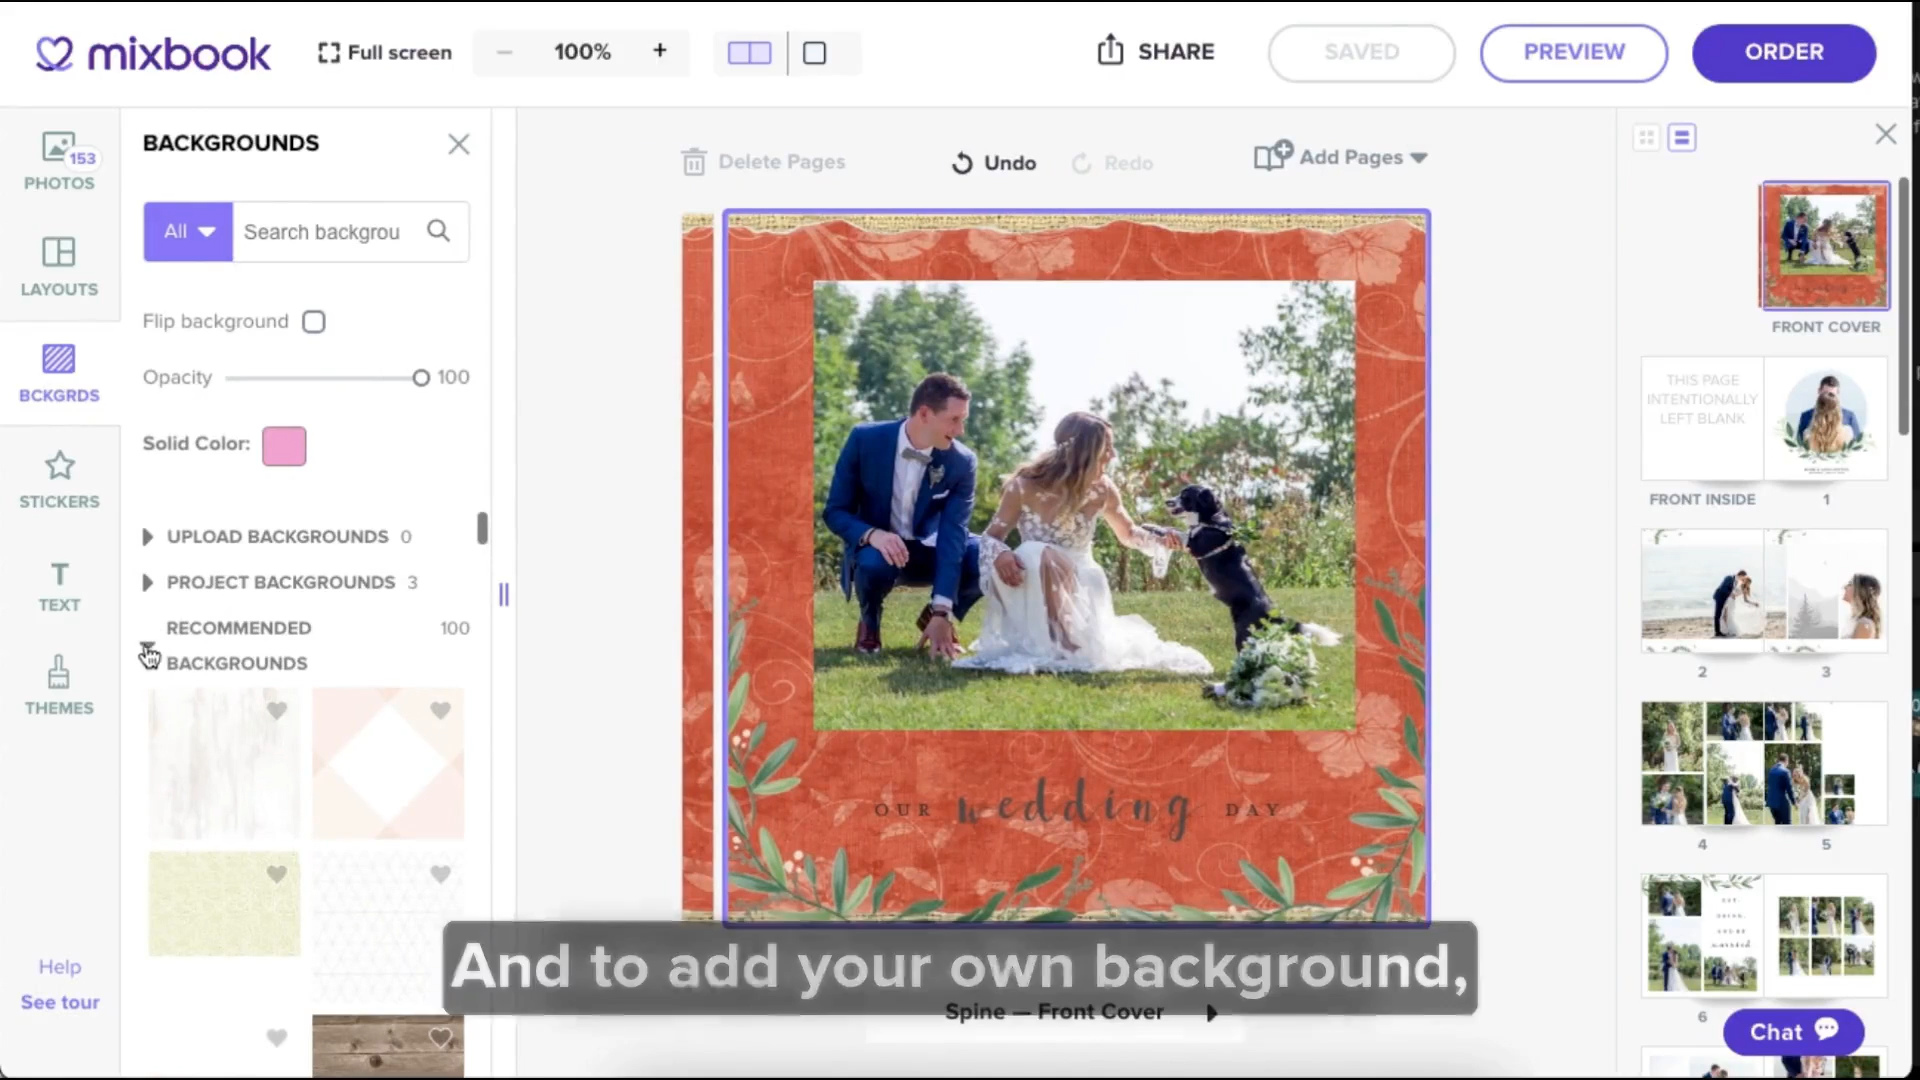 mixbook
Full screen
100%
SHARE
SAVED
PREVIEW
ORDER
153
PHOTOS
LAYOUTS
BCKGRDS
STICKERS
TEXT
THEMES
Help
See tour
BACKGROUNDS
All
Search backgrou
Flip background
Opacity
100
Solid Color:
UPLOAD BACKGROUNDS 0
PROJECT BACKGROUNDS 3
RECOMMENDED 100
BACKGROUNDS
Delete Pages
Undo
Redo
Add Pages
OUR wedding DAY
And to add your own background,
Spine — Front Cover
FRONT COVER
THIS PAGE
INTENTIONALLY
LEFT BLANK
FRONT INSIDE
1
2
3
4
5
6
Chat